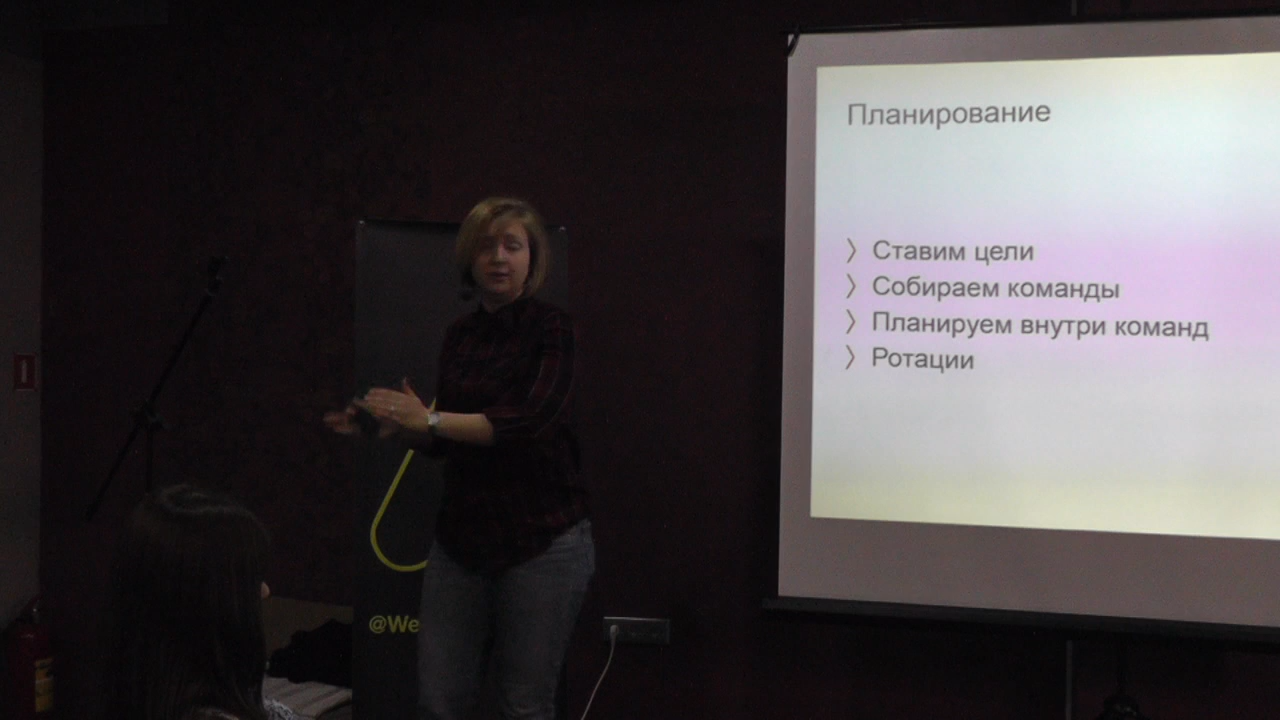 Планирование
〉 Ставим цели
〉 Собираем команды
〉 Планируем внутри команд
〉 Ротации
@We